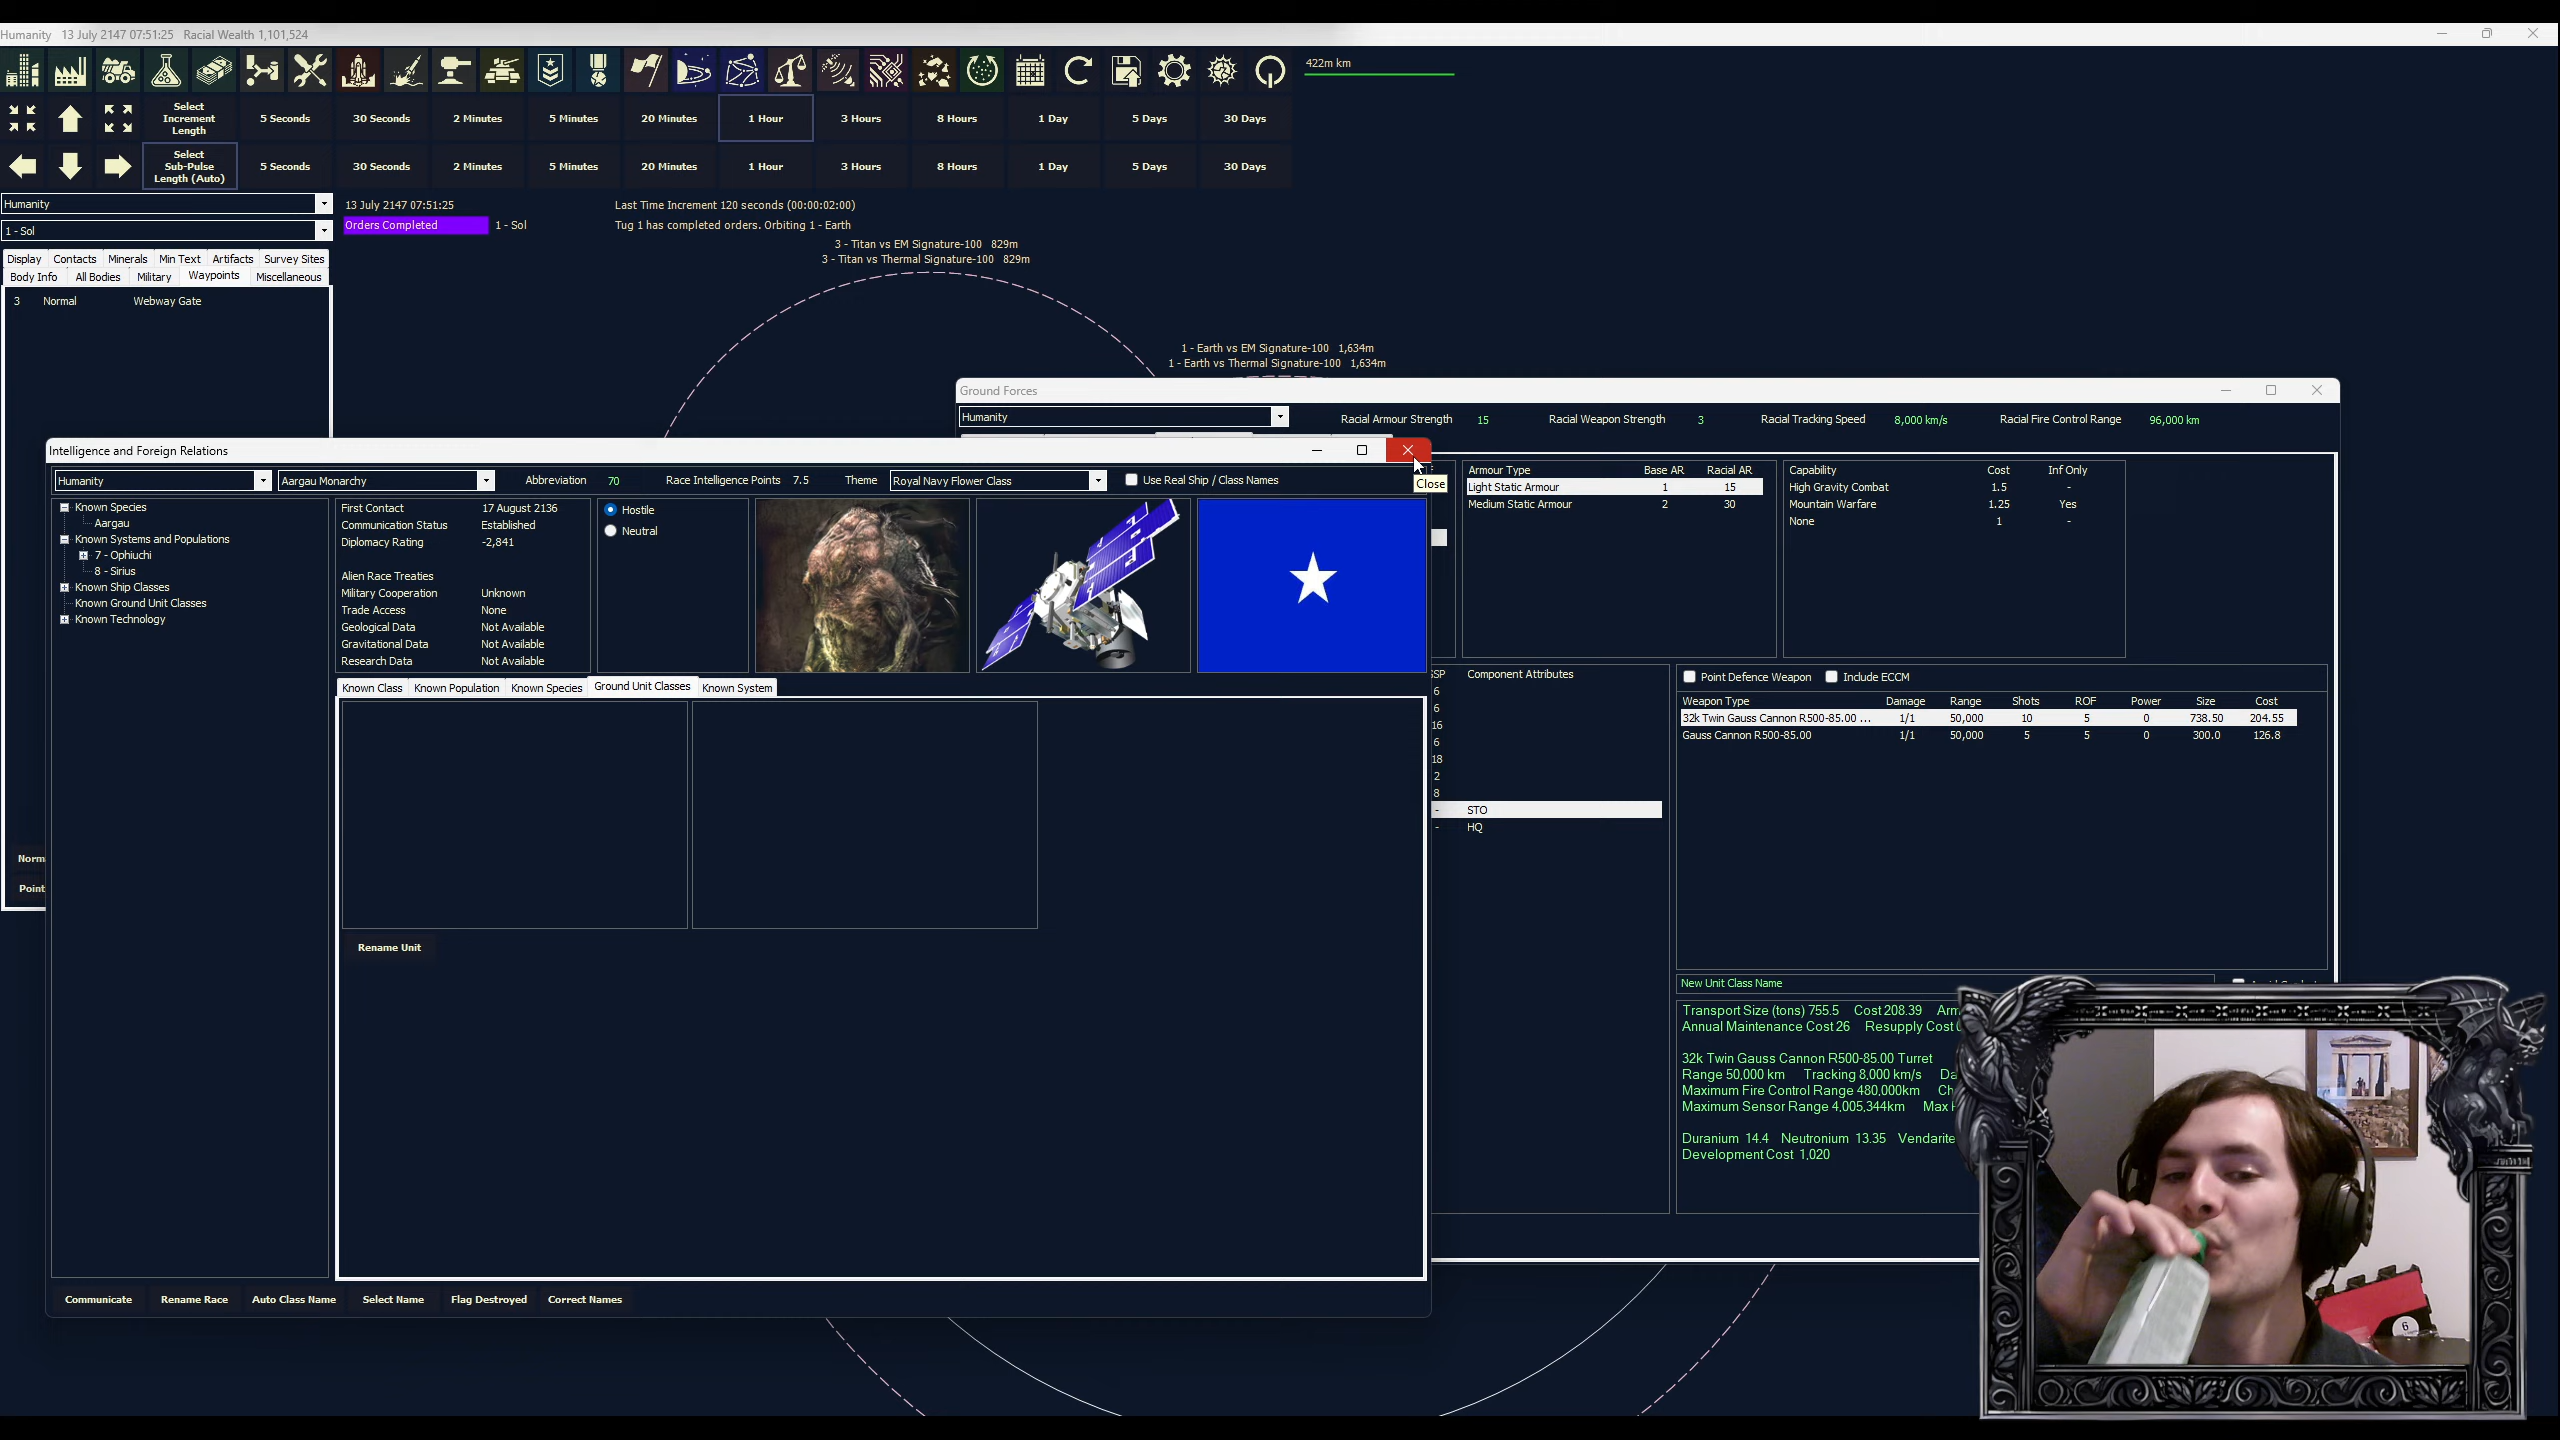 Humanity 13 July 2147 07:51:25 Racial Wealth 1,101,524
422m km
Select Increment Length 5 Seconds 30 Seconds 2 Minutes 5 Minutes 20 Minutes 1 Hour 3 Hours 8 Hours 1 Day 5 Days 30 Days
Select Sub-Pulse Length (Auto) 5 Seconds 30 Seconds 2 Minutes 5 Minutes 20 Minutes 1 Hour 3 Hours 8 Hours 1 Day 5 Days 30 Days
Humanity
1 - Sol
13 July 2147 07:51:25 Last Time Increment 120 seconds (00:00:02:00)
Orders Completed 1 - Sol Tug 1 has completed orders. Orbiting 1 - Earth
3 - Titan vs EM Signature-100 829m
3 - Titan vs Thermal Signature-100 829m
1 - Earth vs EM Signature-100 1,634m
1 - Earth vs Thermal Signature-100 1,634m
Display Contacts Minerals Min Text Artifacts Survey Sites
Body Info All Bodies Military Waypoints Miscellaneous
3 Normal Webway Gate
Norm
Point
Ground Forces
Humanity
Racial Armour Strength 15 Racial Weapon Strength 3 Racial Tracking Speed 8,000 km/s Racial Fire Control Range 96,000 km
Intelligence and Foreign Relations
Close
Humanity Aargau Monarchy Abbreviation 70 Race Intelligence Points 7.5 Theme Royal Navy Flower Class Use Real Ship / Class Names
Known Species
Aargau
Known Systems and Populations
7 - Ophiuchi
8 - Sirius
Known Ship Classes
Known Ground Unit Classes
Known Technology
First Contact 17 August 2136
Communication Status Established
Diplomacy Rating -2,841
Alien Race Treaties
Military Cooperation Unknown
Trade Access None
Geological Data Not Available
Gravitational Data Not Available
Research Data Not Available
Hostile
Neutral
Known Class Known Population Known Species Ground Unit Classes Known System
Rename Unit
Communicate Rename Race Auto Class Name Select Name Flag Destroyed Correct Names
Armour Type Base AR Racial AR
Light Static Armour 1 15
Medium Static Armour 2 30
Capability Cost Inf Only
High Gravity Combat 1.5 -
Mountain Warfare 1.25 Yes
None 1 -
Component Attributes
6
6
16
6
18
2
8
- STO
- HQ
Point Defence Weapon Include ECCM
Weapon Type Damage Range Shots ROF Power Size Cost
32k Twin Gauss Cannon R500-85.00 ... 1/1 50,000 10 5 0 738.50 204.55
Gauss Cannon R500-85.00 1/1 50,000 5 5 0 300.0 126.8
New Unit Class Name
Transport Size (tons) 755.5 Cost 208.39 Arm
Annual Maintenance Cost 26 Resupply Cost
32k Twin Gauss Cannon R500-85.00 Turret
Range 50,000 km Tracking 8,000 km/s Da
Maximum Fire Control Range 480,000km Ch
Maximum Sensor Range 4,005,344km Max
Duranium 14.4 Neutronium 13.35 Vendarite
Development Cost 1,020
6